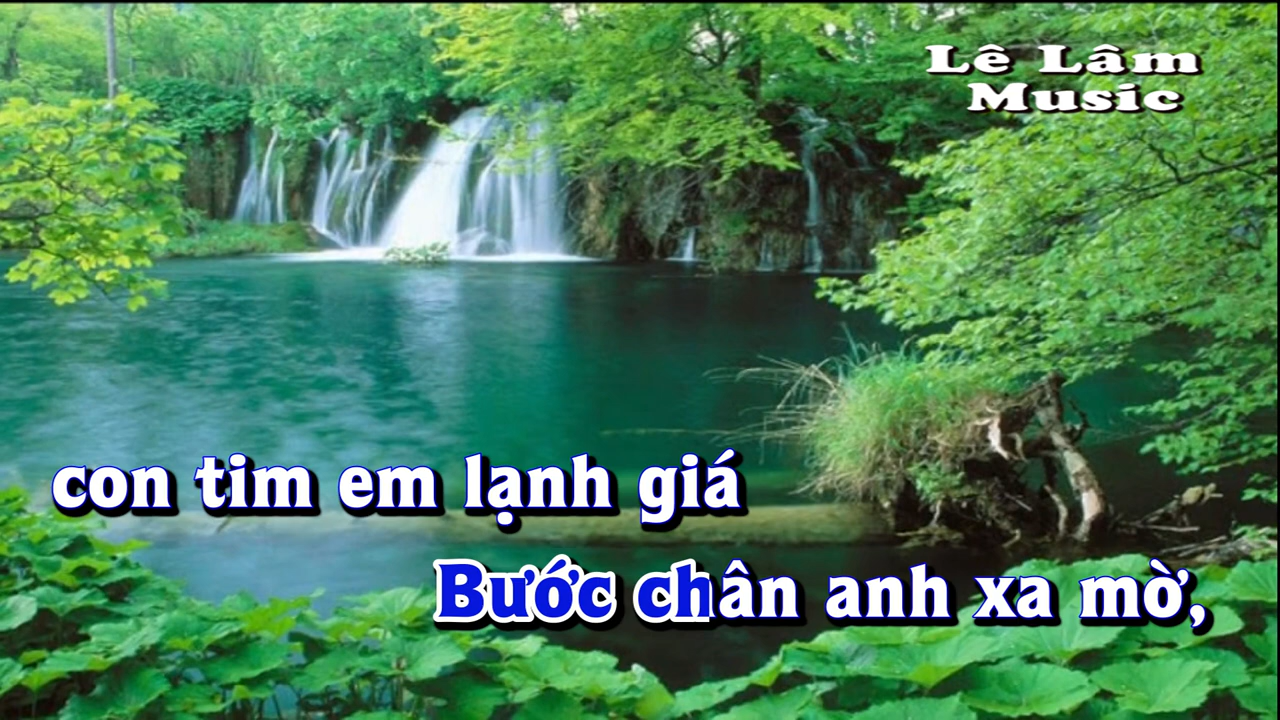 Lê Lâm
Music
con tim em lạnh giá
Bước chân anh xa mờ,